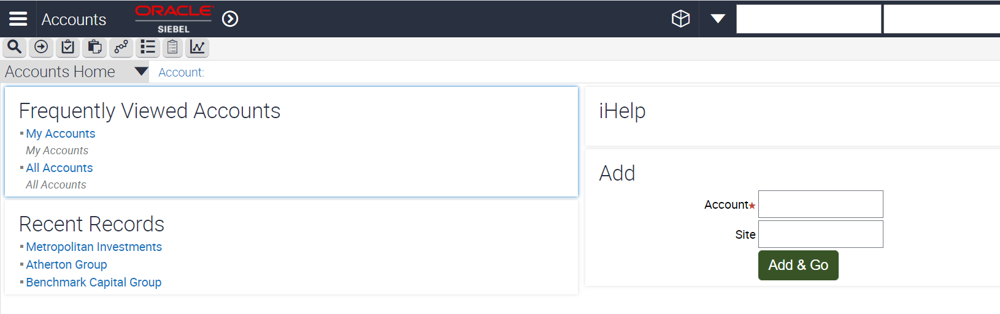 Accounts
ORACLE
SIEBEL
Accounts Home
Account:
Frequently Viewed Accounts
My Accounts
My Accounts
All Accounts
All Accounts
Recent Records
Metropolitan Investments
Atherton Group
Benchmark Capital Group
iHelp
Add
Account★
Site
Add & Go